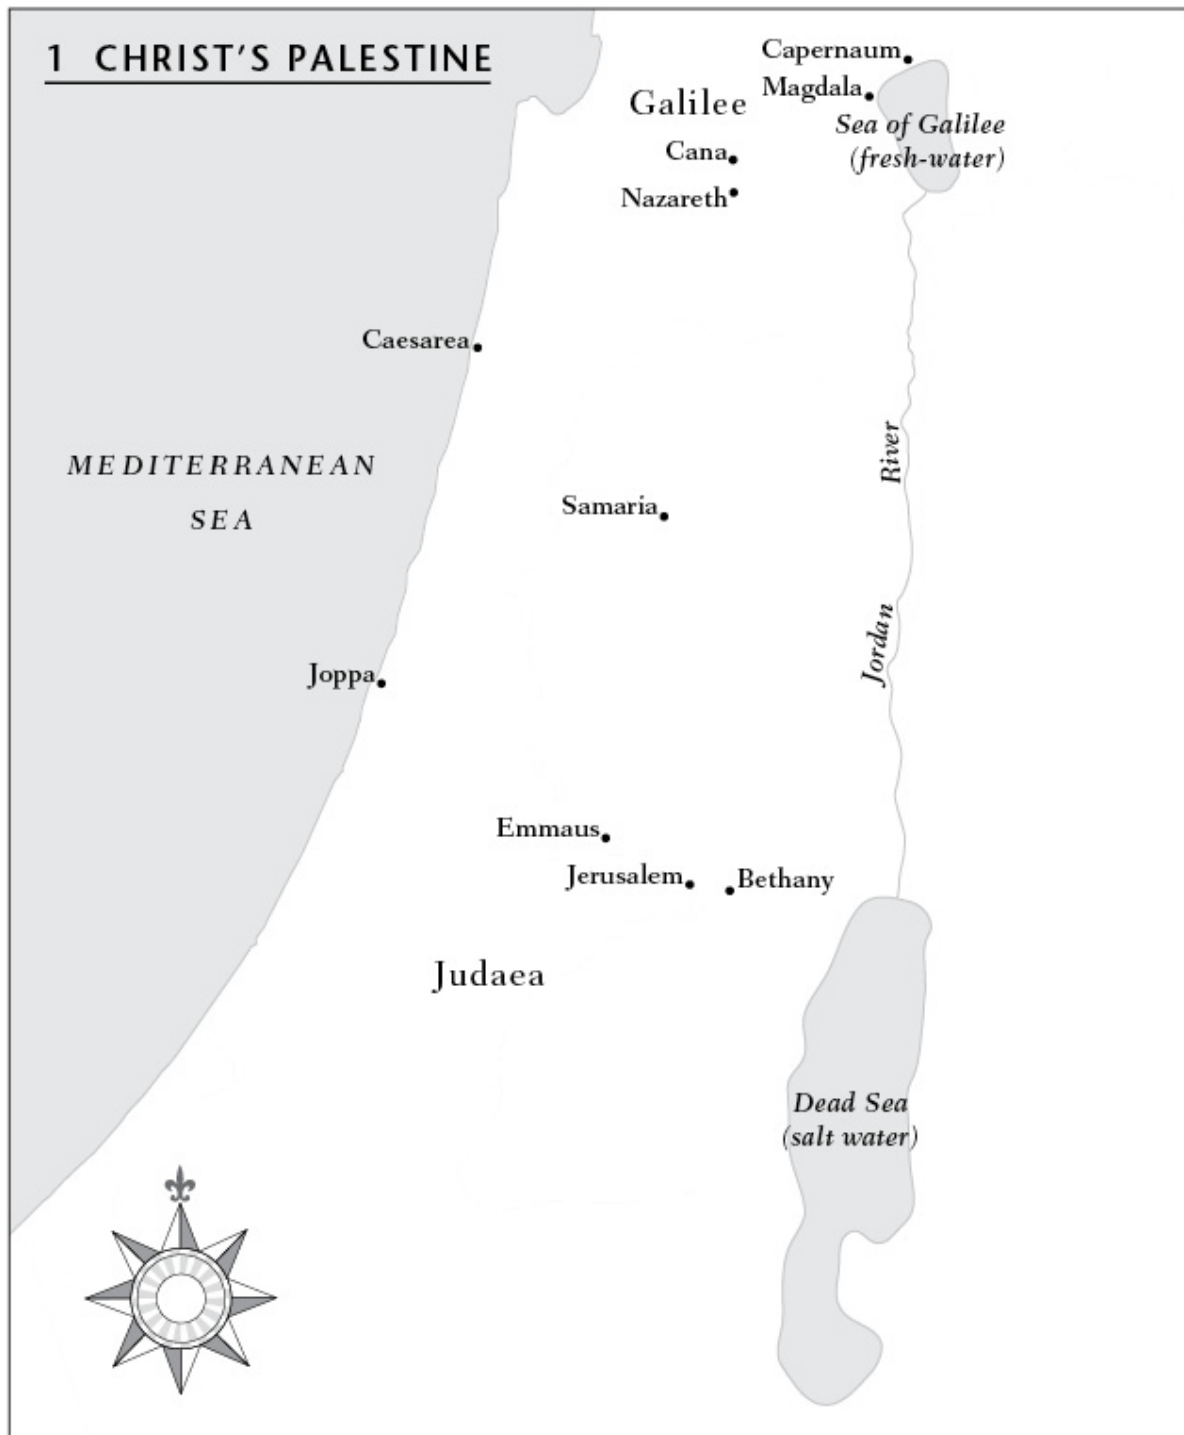 1 CHRIST'S PALESTINE
Capernaum
Magdala
Galilee
Sea of Galilee
(fresh-water)
Cana
Nazareth
Caesarea
MEDITERRANEAN
SEA
River
Samaria
Jordan
Joppa
Emmaus
Jerusalem
Bethany
Judaea
Dead Sea
(salt water)